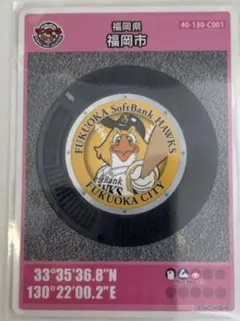 福岡県
福岡市
40-130-C001
FUKUOKA SoftBank HAWKS
FUKUOKA CITY
33°35'36.8"N
130°22'00.2"E